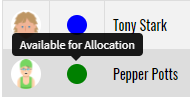 Tony Stark
Available for Allocation
Pepper Potts